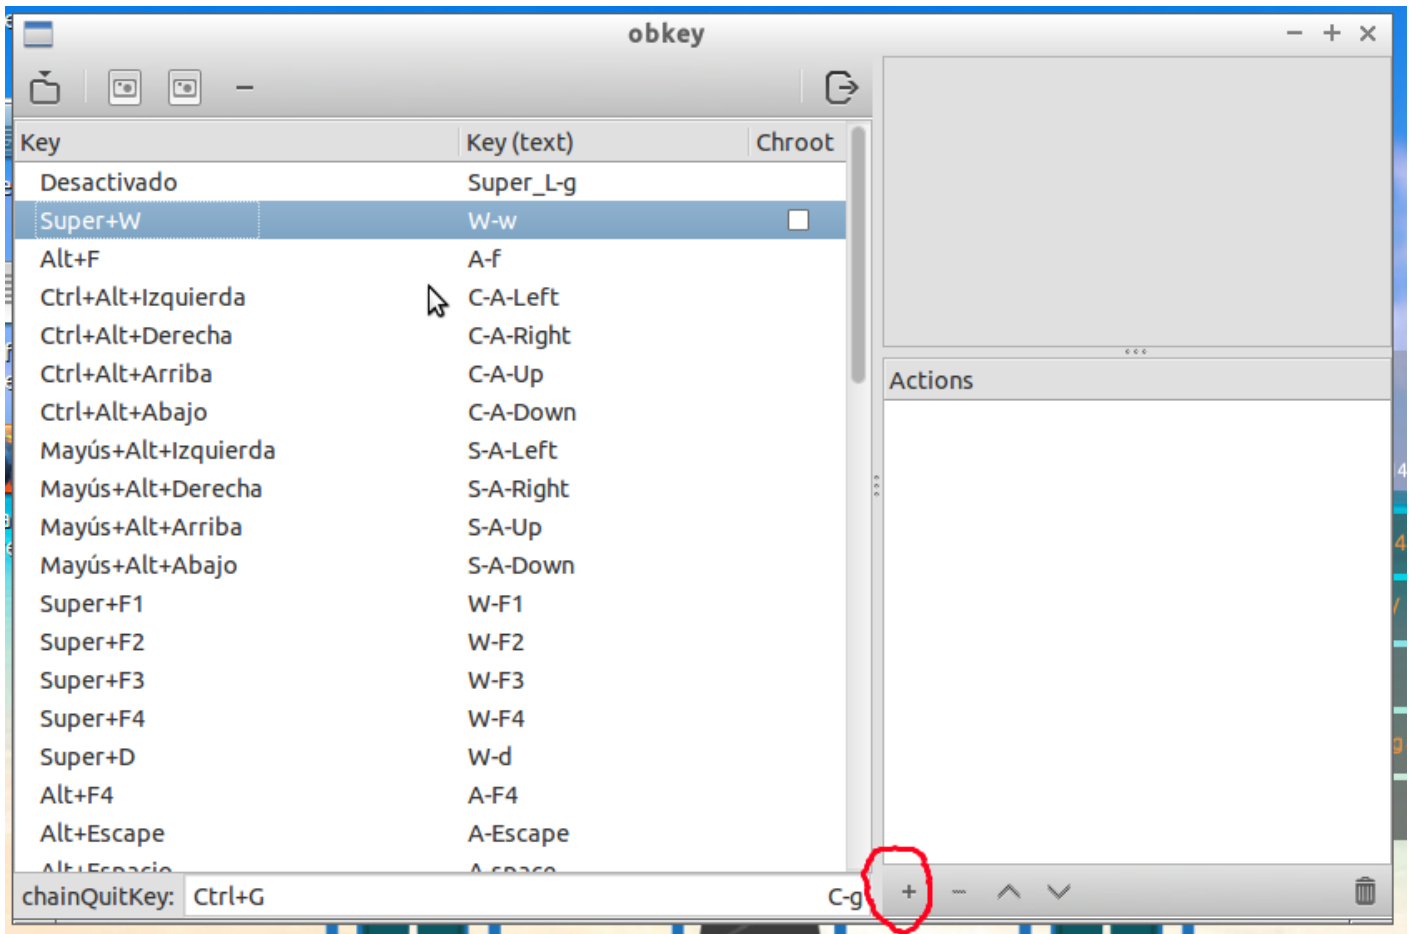 obkey
Key Key (text) Chroot
Desactivado Super_L-g
Super+W W-w
Alt+F A-f
Ctrl+Alt+Izquierda C-A-Left
Ctrl+Alt+Derecha C-A-Right
Ctrl+Alt+Arriba C-A-Up
Ctrl+Alt+Abajo C-A-Down
Mayús+Alt+Izquierda S-A-Left
Mayús+Alt+Derecha S-A-Right
Mayús+Alt+Arriba S-A-Up
Mayús+Alt+Abajo S-A-Down
Super+F1 W-F1
Super+F2 W-F2
Super+F3 W-F3
Super+F4 W-F4
Super+D W-d
Alt+F4 A-F4
Alt+Escape A-Escape
Alt+Espacio A-space
chainQuitKey: Ctrl+G C-g
Actions